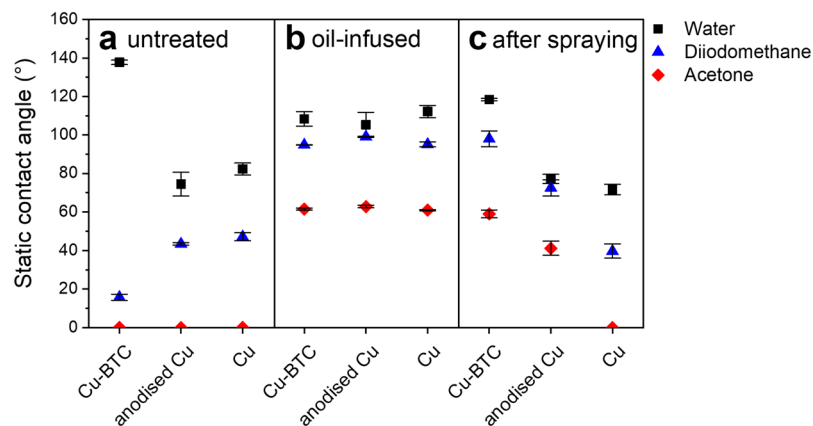 160
140
120
100
80
60
40
20
0
Static contact angle (°)
a untreated
b oil-infused
c after spraying
Water
Diiodomethane
Acetone
Cu-BTC
anodised Cu
Cu
Cu-BTC
anodised Cu
Cu
Cu-BTC
anodised Cu
Cu